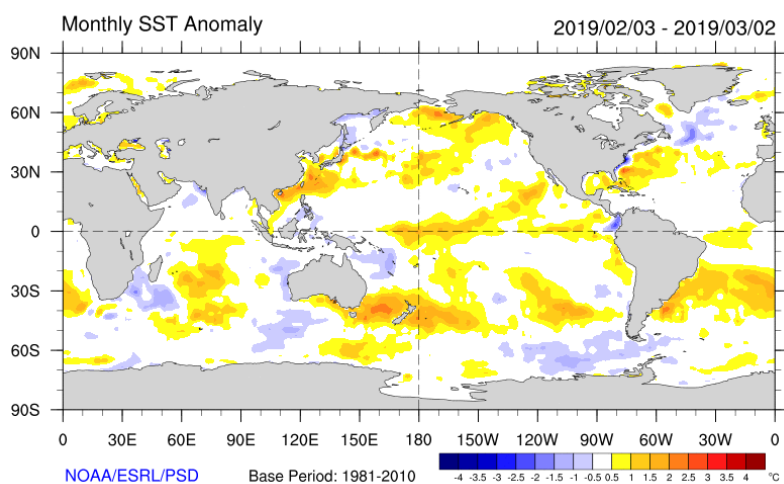 Monthly SST Anomaly
2019/02/03 - 2019/03/02
90N
60N
30N
0
30S
60S
90S
0 30E 60E 90E 120E 150E 180 150W 120W 90W 60W 30W 0
NOAA/ESRL/PSD
Base Period: 1981-2010
-4 -3.5 -3 -2.5 -2 -1.5 -1 -0.5 0.5 1 1.5 2 2.5 3 3.5 4 °C